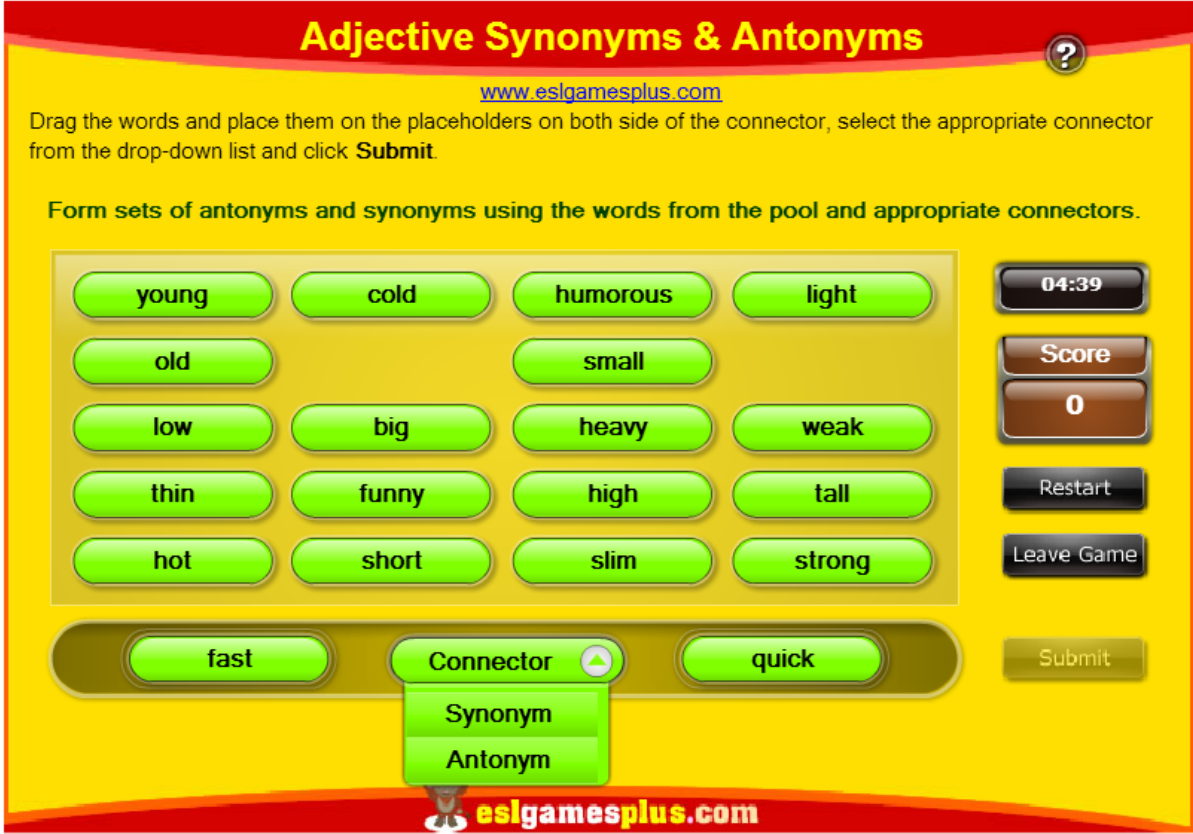 Adjective Synonyms & Antonyms
?
www.eslgamesplus.com
Drag the words and place them on the placeholders on both side of the connector, select the appropriate connector
from the drop-down list and click Submit.
Form sets of antonyms and synonyms using the words from the pool and appropriate connectors.
young cold humorous light
04:39
old small
Score
0
low big heavy weak
thin funny high tall
Restart
hot short slim strong
Leave Game
fast Connector quick
Submit
Synonym
Antonym
eslgamesplus.com